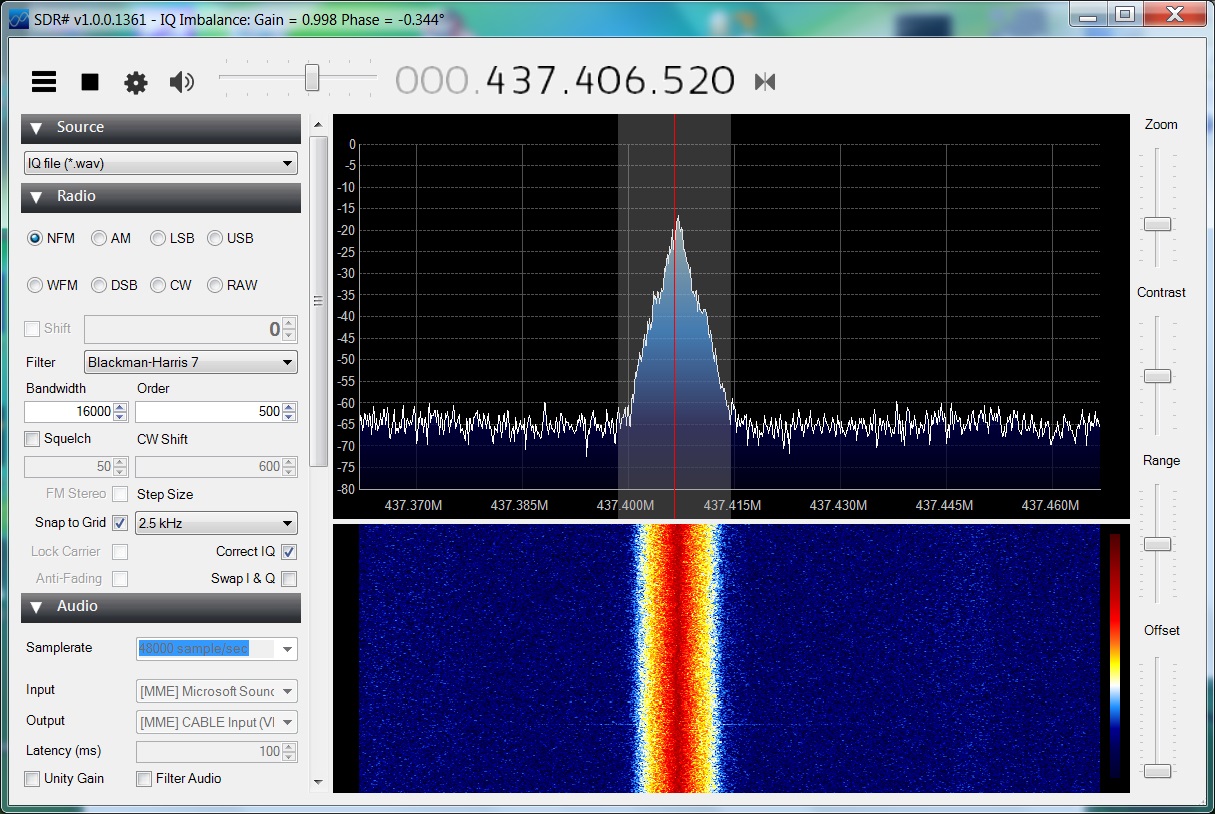 SDR# v1.0.0.1361 - IQ Imbalance: Gain = 0.998 Phase = -0.344°
000.437.406.520
Source
IQ file (*.wav)
Radio
NFM AM LSB USB
WFM DSB CW RAW
Shift 0
Filter Blackman-Harris 7
Bandwidth Order
16000 500
Squelch CW Shift
50 600
FM Stereo Step Size
Snap to Grid 2.5 kHz
Lock Carrier Correct IQ
Anti-Fading Swap I & Q
Audio
Samplerate 48000 sample/sec
Input [MME] Microsoft Soun
Output [MME] CABLE Input (VI
Latency (ms) 100
Unity Gain Filter Audio
0
-5
-10
-15
-20
-25
-30
-35
-40
-45
-50
-55
-60
-65
-70
-75
-80
437.370M 437.385M 437.400M 437.415M 437.430M 437.445M 437.460M
Zoom
Contrast
Range
Offset